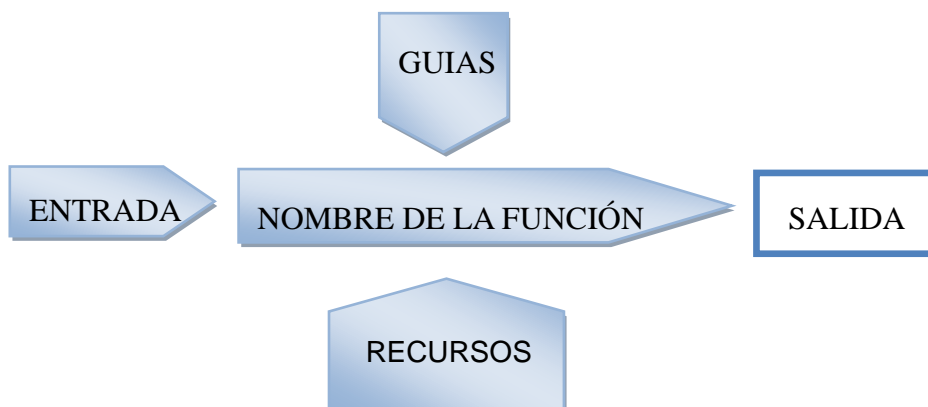 GUIAS
ENTRADA
NOMBRE DE LA FUNCIÓN
SALIDA
RECURSOS